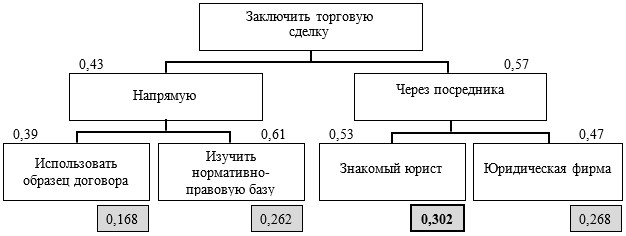 Заключить торговую
сделку
0,43
0,57
Напрямую
Через посредника
0,39
0,61
0,53
0,47
Использовать
образец договора
Изучить
нормативно-
правовую базу
Знакомый юрист
Юридическая фирма
0,168
0,262
0,302
0,268